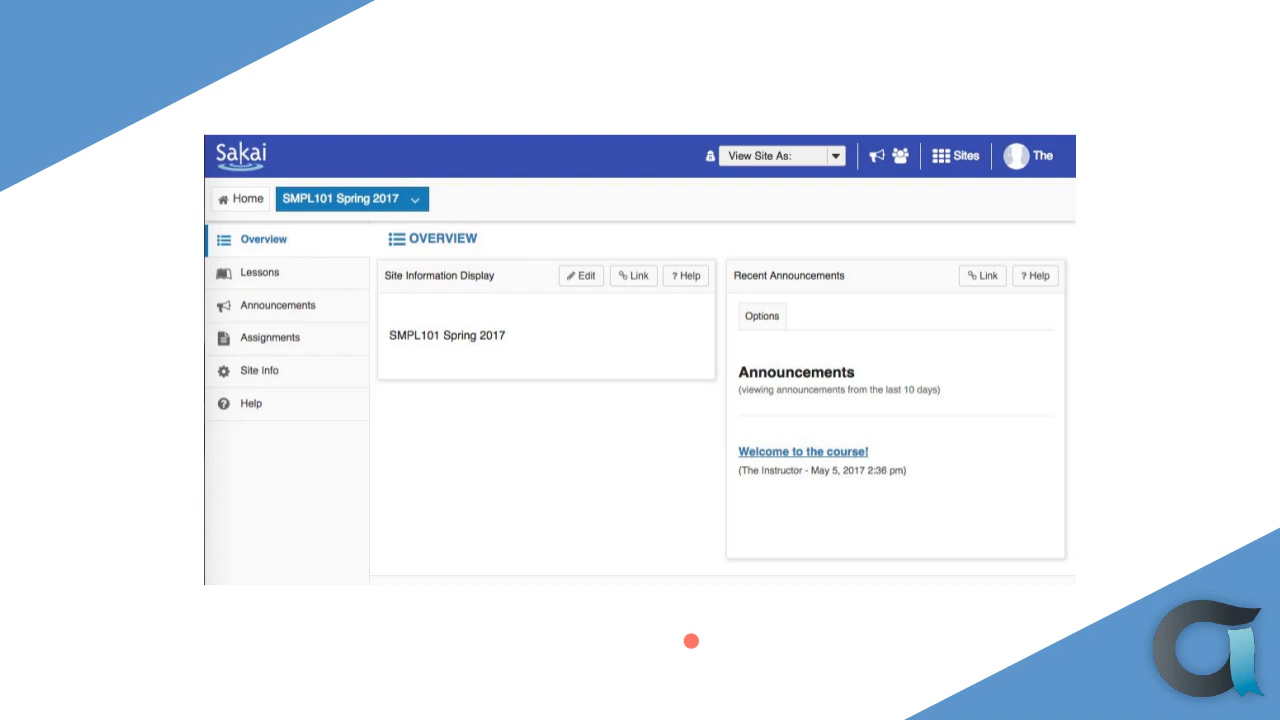 Sakai
View Site As:
Sites
The
Home
SMPL101 Spring 2017
Overview
Lessons
Announcements
Assignments
Site Info
Help
OVERVIEW
Site Information Display
Edit
Link
? Help
SMPL101 Spring 2017
Recent Announcements
Link
? Help
Options
Announcements
(viewing announcements from the last 10 days)
Welcome to the course!
(The Instructor - May 5, 2017 2:36 pm)